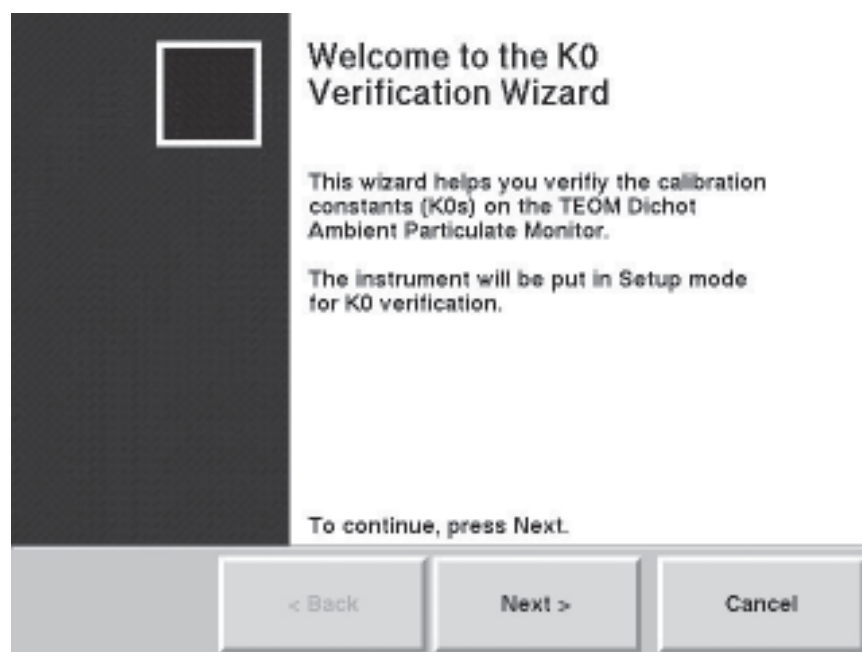 Welcome to the K0
Verification Wizard
This wizard helps you verifiy the calibration
constants (K0s) on the TEOM Dichot
Ambient Particulate Monitor.
The instrument will be put in Setup mode
for K0 verification.
To continue, press Next.
< Back
Next >
Cancel